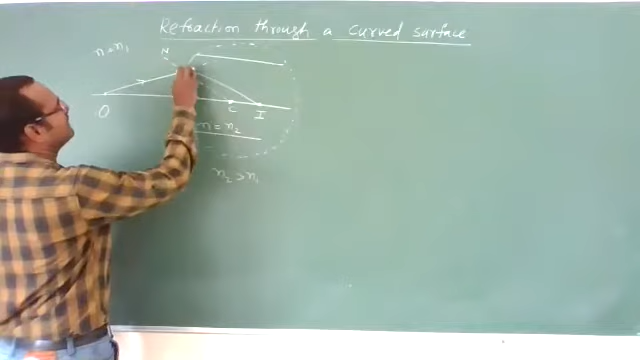 Refraction through a curved surface
n = n₁
N
O
C
I
n = n₂
n₂ > n₁